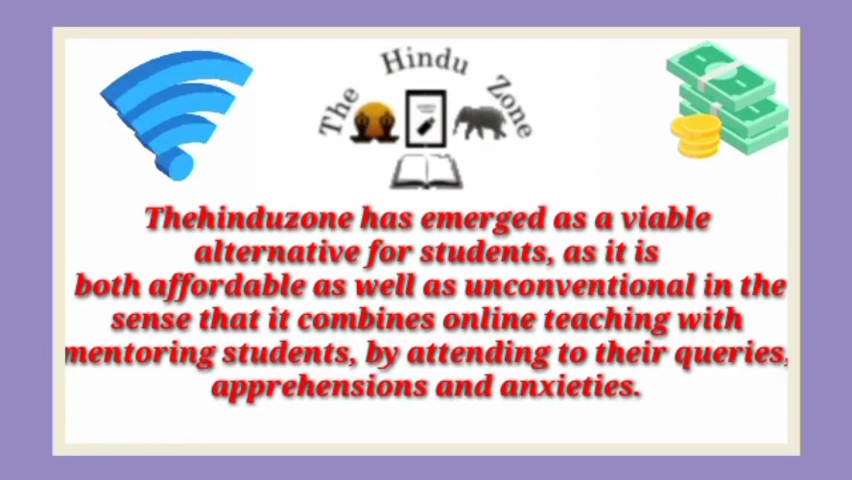 The Hindu Zone
Thehinduzone has emerged as a viable
alternative for students, as it is
both affordable as well as unconventional in the
sense that it combines online teaching with
mentoring students, by attending to their queries,
apprehensions and anxieties.